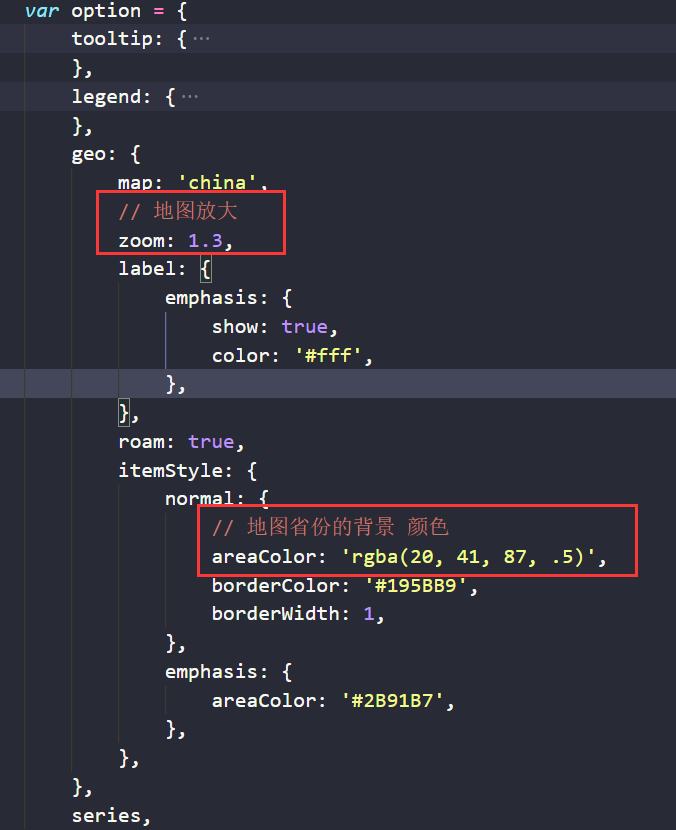 var option = {
tooltip: {···
},
legend: {···
},
geo: {
map: 'china',
// 地图放大
zoom: 1.3,
label: {
emphasis: {
show: true,
color: '#fff',
},
},
roam: true,
itemStyle: {
normal: {
// 地图省份的背景 颜色
areaColor: 'rgba(20, 41, 87, .5)',
borderColor: '#195BB9',
borderWidth: 1,
},
emphasis: {
areaColor: '#2B91B7',
},
},
},
series,